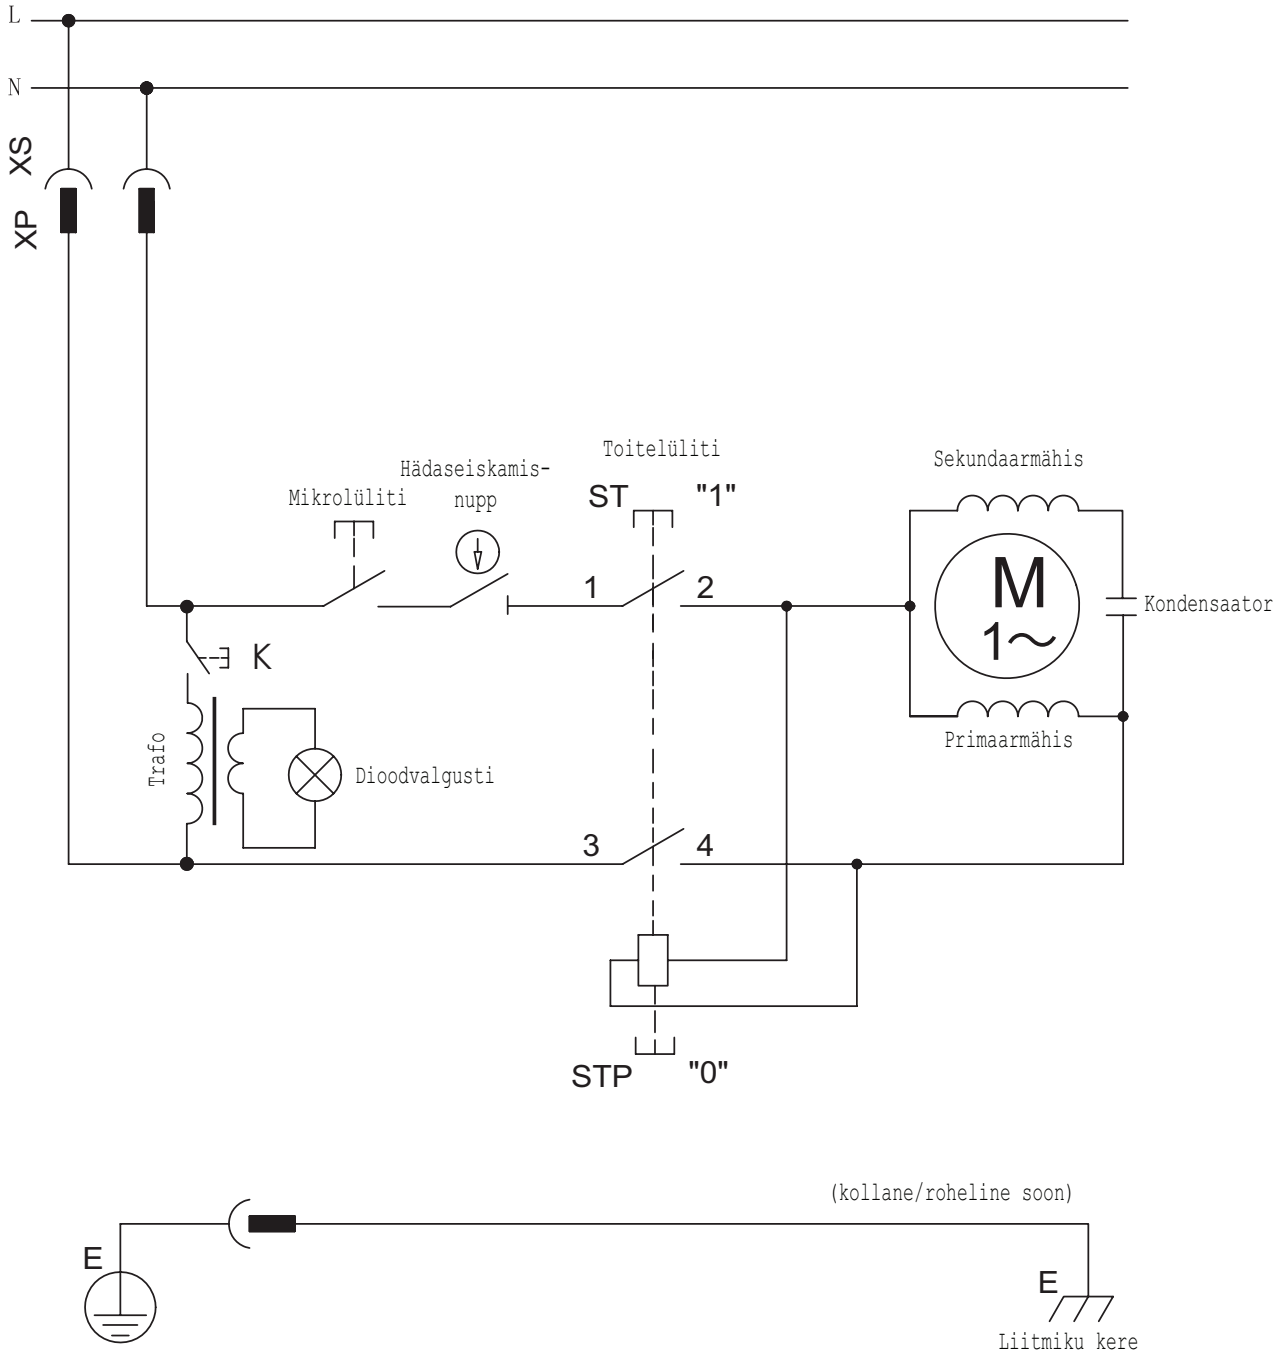 L
N
XS
XP
Toitelüliti
Hädaseiskamis-
nupp
Mikrolüliti
ST "1"
Sekundaarmähis
1 2
M
1~
Kondensaator
K
Trafo
Dioodvalgusti
Primaarmähis
3 4
STP "0"
(kollane/roheline soon)
E
E
Liitmiku kere